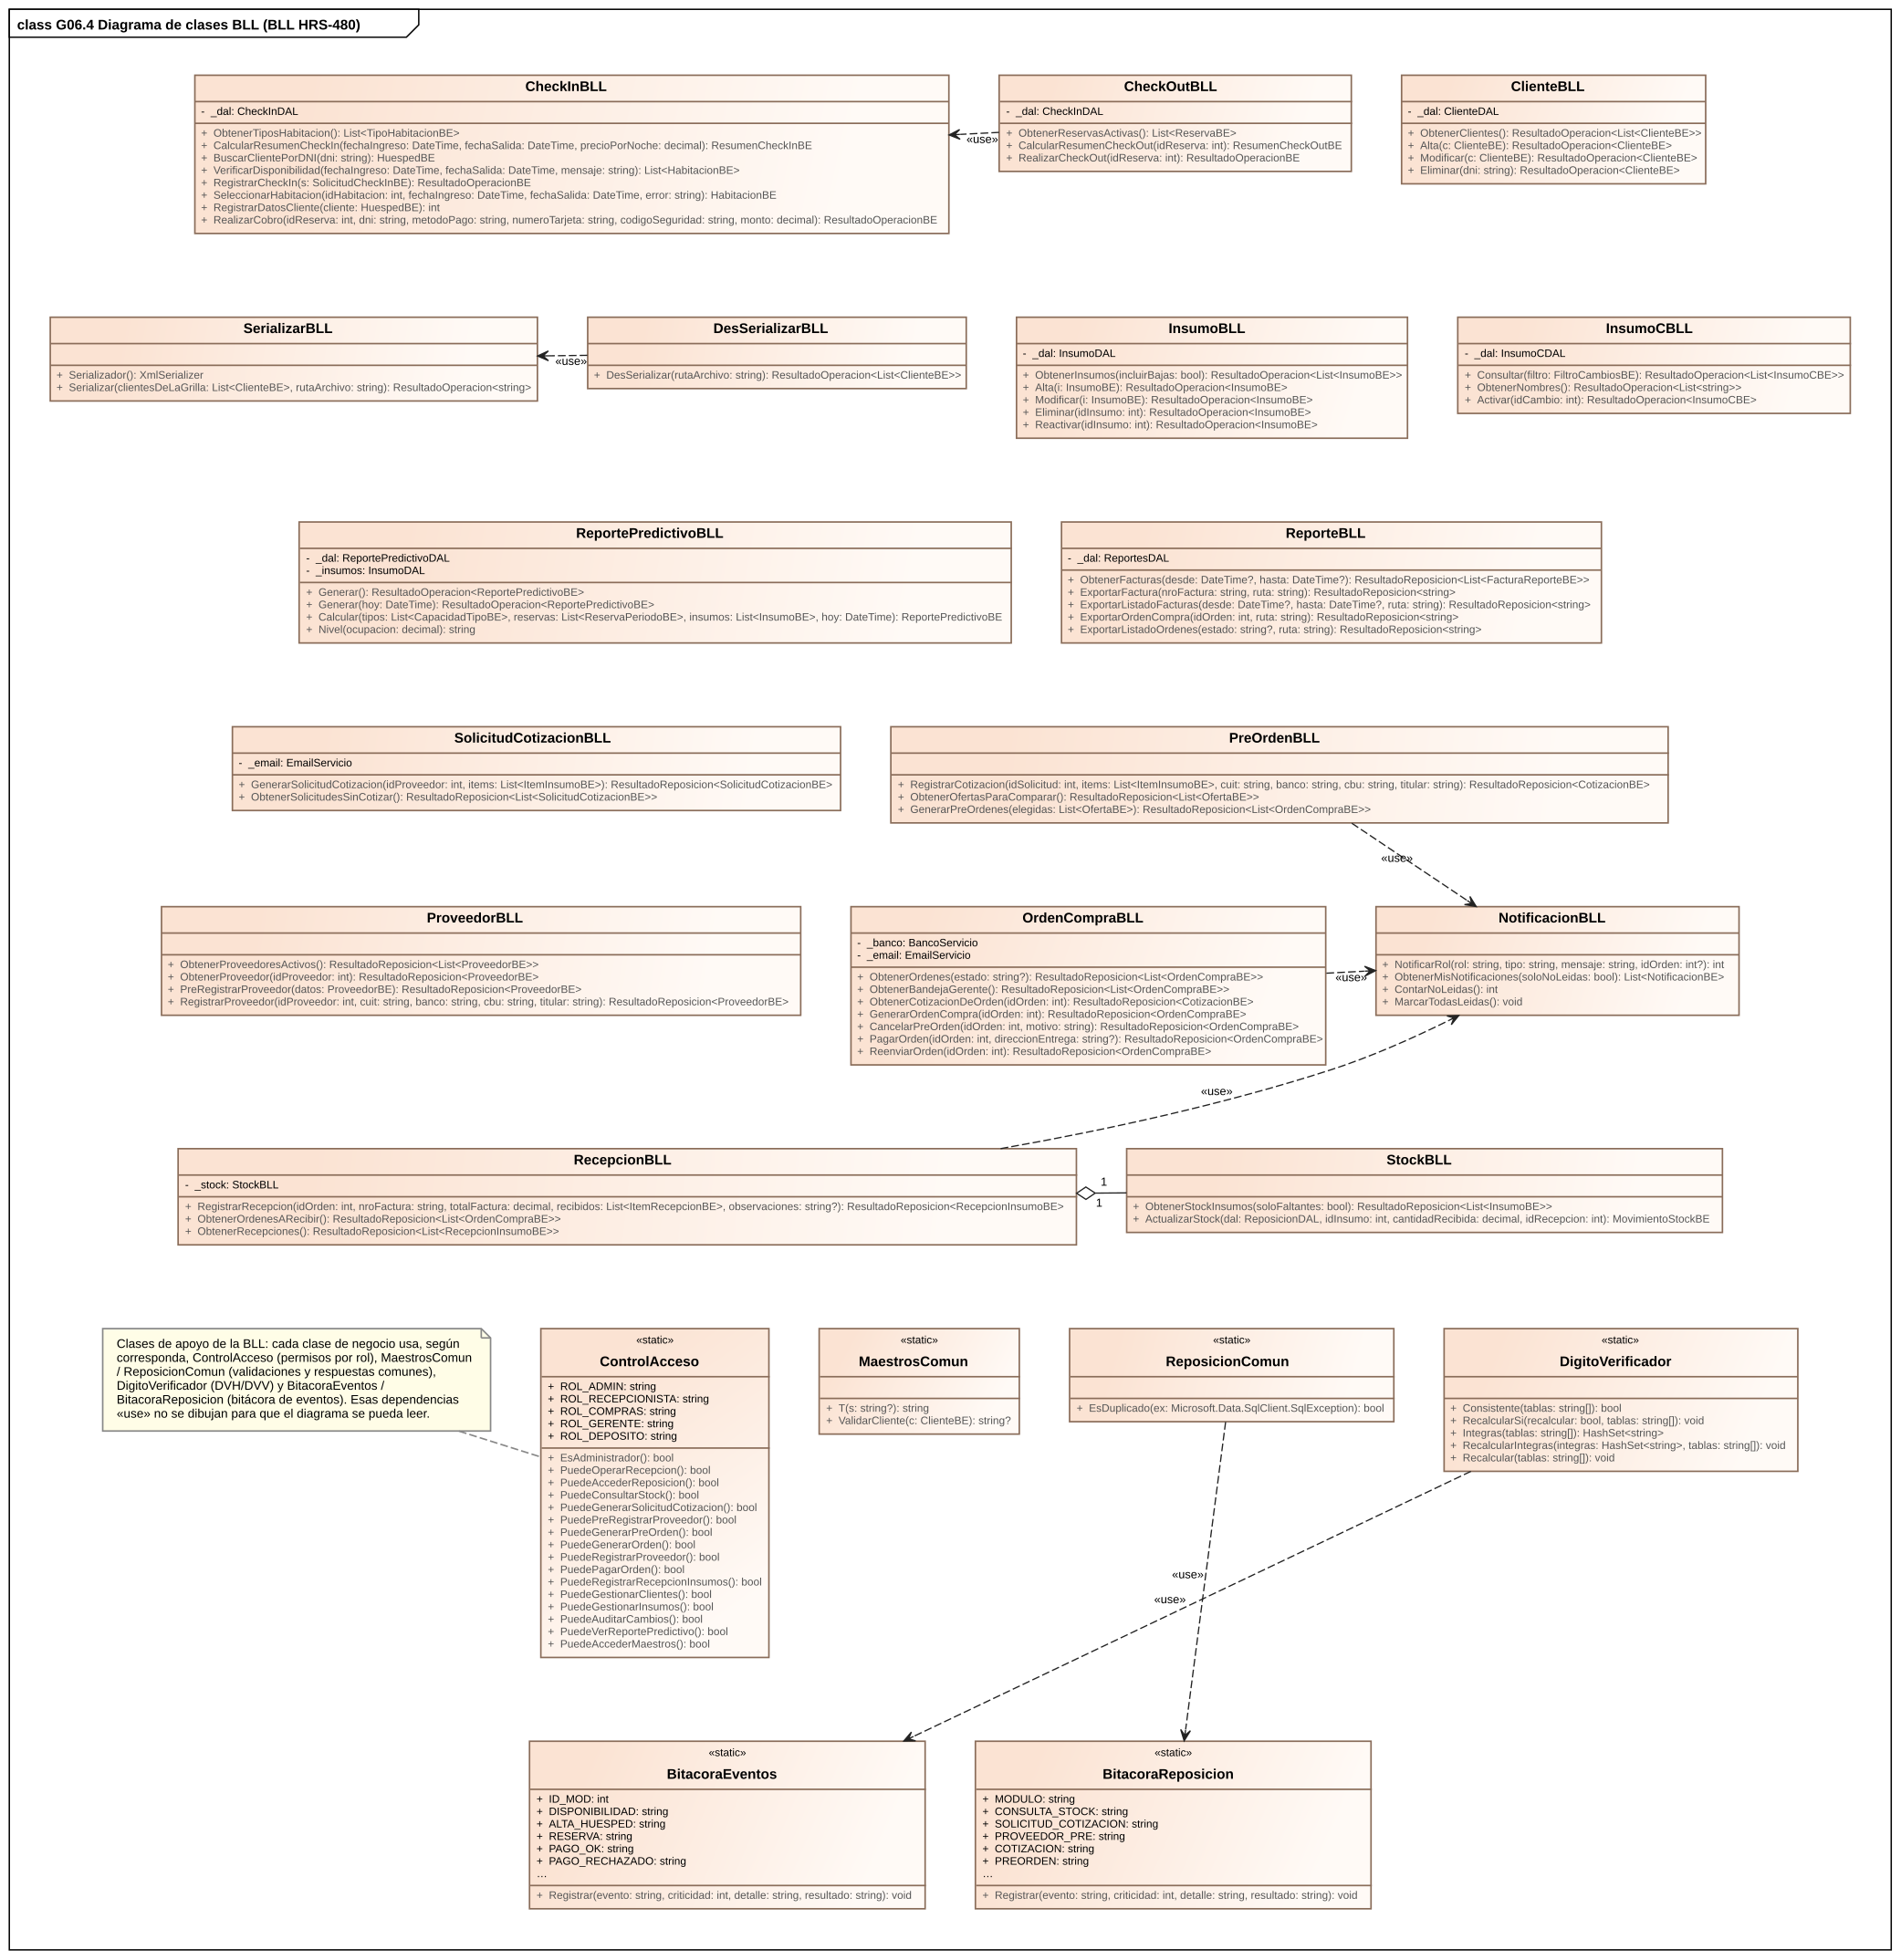 class G06.4 Diagrama de clases BLL (BLL HRS-480)
CheckInBLL
- _dal: CheckInDAL
+ ObtenerTiposHabitacion(): List<TipoHabitacionBE>
+ CalcularResumenCheckIn(fechaIngreso: DateTime, fechaSalida: DateTime, precioPorNoche: decimal): ResumenCheckInBE
+ BuscarClientePorDNI(dni: string): HuespedBE
+ VerificarDisponibilidad(fechaIngreso: DateTime, fechaSalida: DateTime, mensaje: string): List<HabitacionBE>
+ RegistrarCheckIn(s: SolicitudCheckInBE): ResultadoOperacionBE
+ SeleccionarHabitacion(idHabitacion: int, fechaIngreso: DateTime, fechaSalida: DateTime, error: string): HabitacionBE
+ RegistrarDatosCliente(cliente: HuespedBE): int
+ RealizarCobro(idReserva: int, dni: string, metodoPago: string, numeroTarjeta: string, codigoSeguridad: string, monto: decimal): ResultadoOperacionBE
«use»
CheckOutBLL
- _dal: CheckInDAL
+ ObtenerReservasActivas(): List<ReservaBE>
+ CalcularResumenCheckOut(idReserva: int): ResumenCheckOutBE
+ RealizarCheckOut(idReserva: int): ResultadoOperacionBE
ClienteBLL
- _dal: ClienteDAL
+ ObtenerClientes(): ResultadoOperacion<List<ClienteBE>>
+ Alta(c: ClienteBE): ResultadoOperacion<ClienteBE>
+ Modificar(c: ClienteBE): ResultadoOperacion<ClienteBE>
+ Eliminar(dni: string): ResultadoOperacion<ClienteBE>
SerializarBLL
+ Serializador(): XmlSerializer
+ Serializar(clientesDeLaGrilla: List<ClienteBE>, rutaArchivo: string): ResultadoOperacion<string>
«use»
DesSerializarBLL
+ DesSerializar(rutaArchivo: string): ResultadoOperacion<List<ClienteBE>>
InsumoBLL
- _dal: InsumoDAL
+ ObtenerInsumos(incluirBajas: bool): ResultadoOperacion<List<InsumoBE>>
+ Alta(i: InsumoBE): ResultadoOperacion<InsumoBE>
+ Modificar(i: InsumoBE): ResultadoOperacion<InsumoBE>
+ Eliminar(idInsumo: int): ResultadoOperacion<InsumoBE>
+ Reactivar(idInsumo: int): ResultadoOperacion<InsumoBE>
InsumoCBLL
- _dal: InsumoCDAL
+ Consultar(filtro: FiltroCambiosBE): ResultadoOperacion<List<InsumoCBE>>
+ ObtenerNombres(): ResultadoOperacion<List<string>>
+ Activar(idCambio: int): ResultadoOperacion<InsumoCBE>
ReportePredictivoBLL
- _dal: ReportePredictivoDAL
- _insumos: InsumoDAL
+ Generar(): ResultadoOperacion<ReportePredictivoBE>
+ Generar(hoy: DateTime): ResultadoOperacion<ReportePredictivoBE>
+ Calcular(tipos: List<CapacidadTipoBE>, reservas: List<ReservaPeriodoBE>, insumos: List<InsumoBE>, hoy: DateTime): ReportePredictivoBE
+ Nivel(ocupacion: decimal): string
ReporteBLL
- _dal: ReportesDAL
+ ObtenerFacturas(desde: DateTime?, hasta: DateTime?): ResultadoReposicion<List<FacturaReporteBE>>
+ ExportarFactura(nroFactura: string, ruta: string): ResultadoReposicion<string>
+ ExportarListadoFacturas(desde: DateTime?, hasta: DateTime?, ruta: string): ResultadoReposicion<string>
+ ExportarOrdenCompra(idOrden: int, ruta: string): ResultadoReposicion<string>
+ ExportarListadoOrdenes(estado: string?, ruta: string): ResultadoReposicion<string>
SolicitudCotizacionBLL
- _email: EmailServicio
+ GenerarSolicitudCotizacion(idProveedor: int, items: List<ItemInsumoBE>): ResultadoReposicion<SolicitudCotizacionBE>
+ ObtenerSolicitudesSinCotizar(): ResultadoReposicion<List<SolicitudCotizacionBE>>
PreOrdenBLL
+ RegistrarCotizacion(idSolicitud: int, items: List<ItemInsumoBE>, cuit: string, banco: string, cbu: string, titular: string): ResultadoReposicion<CotizacionBE>
+ ObtenerOfertasParaComparar(): ResultadoReposicion<List<OfertaBE>>
+ GenerarPreOrdenes(elegidas: List<OfertaBE>): ResultadoReposicion<List<OrdenCompraBE>>
«use»
ProveedorBLL
+ ObtenerProveedoresActivos(): ResultadoReposicion<List<ProveedorBE>>
+ ObtenerProveedor(idProveedor: int): ResultadoReposicion<ProveedorBE>
+ PreRegistrarProveedor(datos: ProveedorBE): ResultadoReposicion<ProveedorBE>
+ RegistrarProveedor(idProveedor: int, cuit: string, banco: string, cbu: string, titular: string): ResultadoReposicion<ProveedorBE>
OrdenCompraBLL
- _banco: BancoServicio
- _email: EmailServicio
+ ObtenerOrdenes(estado: string?): ResultadoReposicion<List<OrdenCompraBE>>
+ ObtenerBandejaGerente(): ResultadoReposicion<List<OrdenCompraBE>>
+ ObtenerCotizacionDeOrden(idOrden: int): ResultadoReposicion<CotizacionBE>
+ GenerarOrdenCompra(idOrden: int): ResultadoReposicion<OrdenCompraBE>
+ CancelarPreOrden(idOrden: int, motivo: string): ResultadoReposicion<OrdenCompraBE>
+ PagarOrden(idOrden: int, direccionEntrega: string?): ResultadoReposicion<OrdenCompraBE>
+ ReenviarOrden(idOrden: int): ResultadoReposicion<OrdenCompraBE>
«use»
NotificacionBLL
+ NotificarRol(rol: string, tipo: string, mensaje: string, idOrden: int?): int
+ ObtenerMisNotificaciones(soloNoLeidas: bool): List<NotificacionBE>
+ ContarNoLeidas(): int
+ MarcarTodasLeidas(): void
«use»
RecepcionBLL
- _stock: StockBLL
+ RegistrarRecepcion(idOrden: int, nroFactura: string, totalFactura: decimal, recibidos: List<ItemRecepcionBE>, observaciones: string?): ResultadoReposicion<RecepcionInsumoBE>
+ ObtenerOrdenesARecibir(): ResultadoReposicion<List<OrdenCompraBE>>
+ ObtenerRecepciones(): ResultadoReposicion<List<RecepcionInsumoBE>>
1
1
StockBLL
+ ObtenerStockInsumos(soloFaltantes: bool): ResultadoReposicion<List<InsumoBE>>
+ ActualizarStock(dal: ReposicionDAL, idInsumo: int, cantidadRecibida: decimal, idRecepcion: int): MovimientoStockBE
Clases de apoyo de la BLL: cada clase de negocio usa, según
corresponda, ControlAcceso (permisos por rol), MaestrosComun
/ ReposicionComun (validaciones y respuestas comunes),
DigitoVerificador (DVH/DVV) y BitacoraEventos /
BitacoraReposicion (bitácora de eventos). Esas dependencias
«use» no se dibujan para que el diagrama se pueda leer.
«static»
ControlAcceso
+ ROL_ADMIN: string
+ ROL_RECEPCIONISTA: string
+ ROL_COMPRAS: string
+ ROL_GERENTE: string
+ ROL_DEPOSITO: string
+ EsAdministrador(): bool
+ PuedeOperarRecepcion(): bool
+ PuedeAccederReposicion(): bool
+ PuedeConsultarStock(): bool
+ PuedeGenerarSolicitudCotizacion(): bool
+ PuedePreRegistrarProveedor(): bool
+ PuedeGenerarPreOrden(): bool
+ PuedeGenerarOrden(): bool
+ PuedeRegistrarProveedor(): bool
+ PuedePagarOrden(): bool
+ PuedeRegistrarRecepcionInsumos(): bool
+ PuedeGestionarClientes(): bool
+ PuedeGestionarInsumos(): bool
+ PuedeAuditarCambios(): bool
+ PuedeVerReportePredictivo(): bool
+ PuedeAccederMaestros(): bool
«static»
MaestrosComun
+ T(s: string?): string
+ ValidarCliente(c: ClienteBE): string?
«static»
ReposicionComun
+ EsDuplicado(ex: Microsoft.Data.SqlClient.SqlException): bool
«static»
DigitoVerificador
+ Consistente(tablas: string[]): bool
+ RecalcularSi(recalcular: bool, tablas: string[]): void
+ Integras(tablas: string[]): HashSet<string>
+ RecalcularIntegras(integras: HashSet<string>, tablas: string[]): void
+ Recalcular(tablas: string[]): void
«use»
«use»
«static»
BitacoraEventos
+ ID_MOD: int
+ DISPONIBILIDAD: string
+ ALTA_HUESPED: string
+ RESERVA: string
+ PAGO_OK: string
+ PAGO_RECHAZADO: string
...
+ Registrar(evento: string, criticidad: int, detalle: string, resultado: string): void
«static»
BitacoraReposicion
+ MODULO: string
+ CONSULTA_STOCK: string
+ SOLICITUD_COTIZACION: string
+ PROVEEDOR_PRE: string
+ COTIZACION: string
+ PREORDEN: string
...
+ Registrar(evento: string, criticidad: int, detalle: string, resultado: string): void